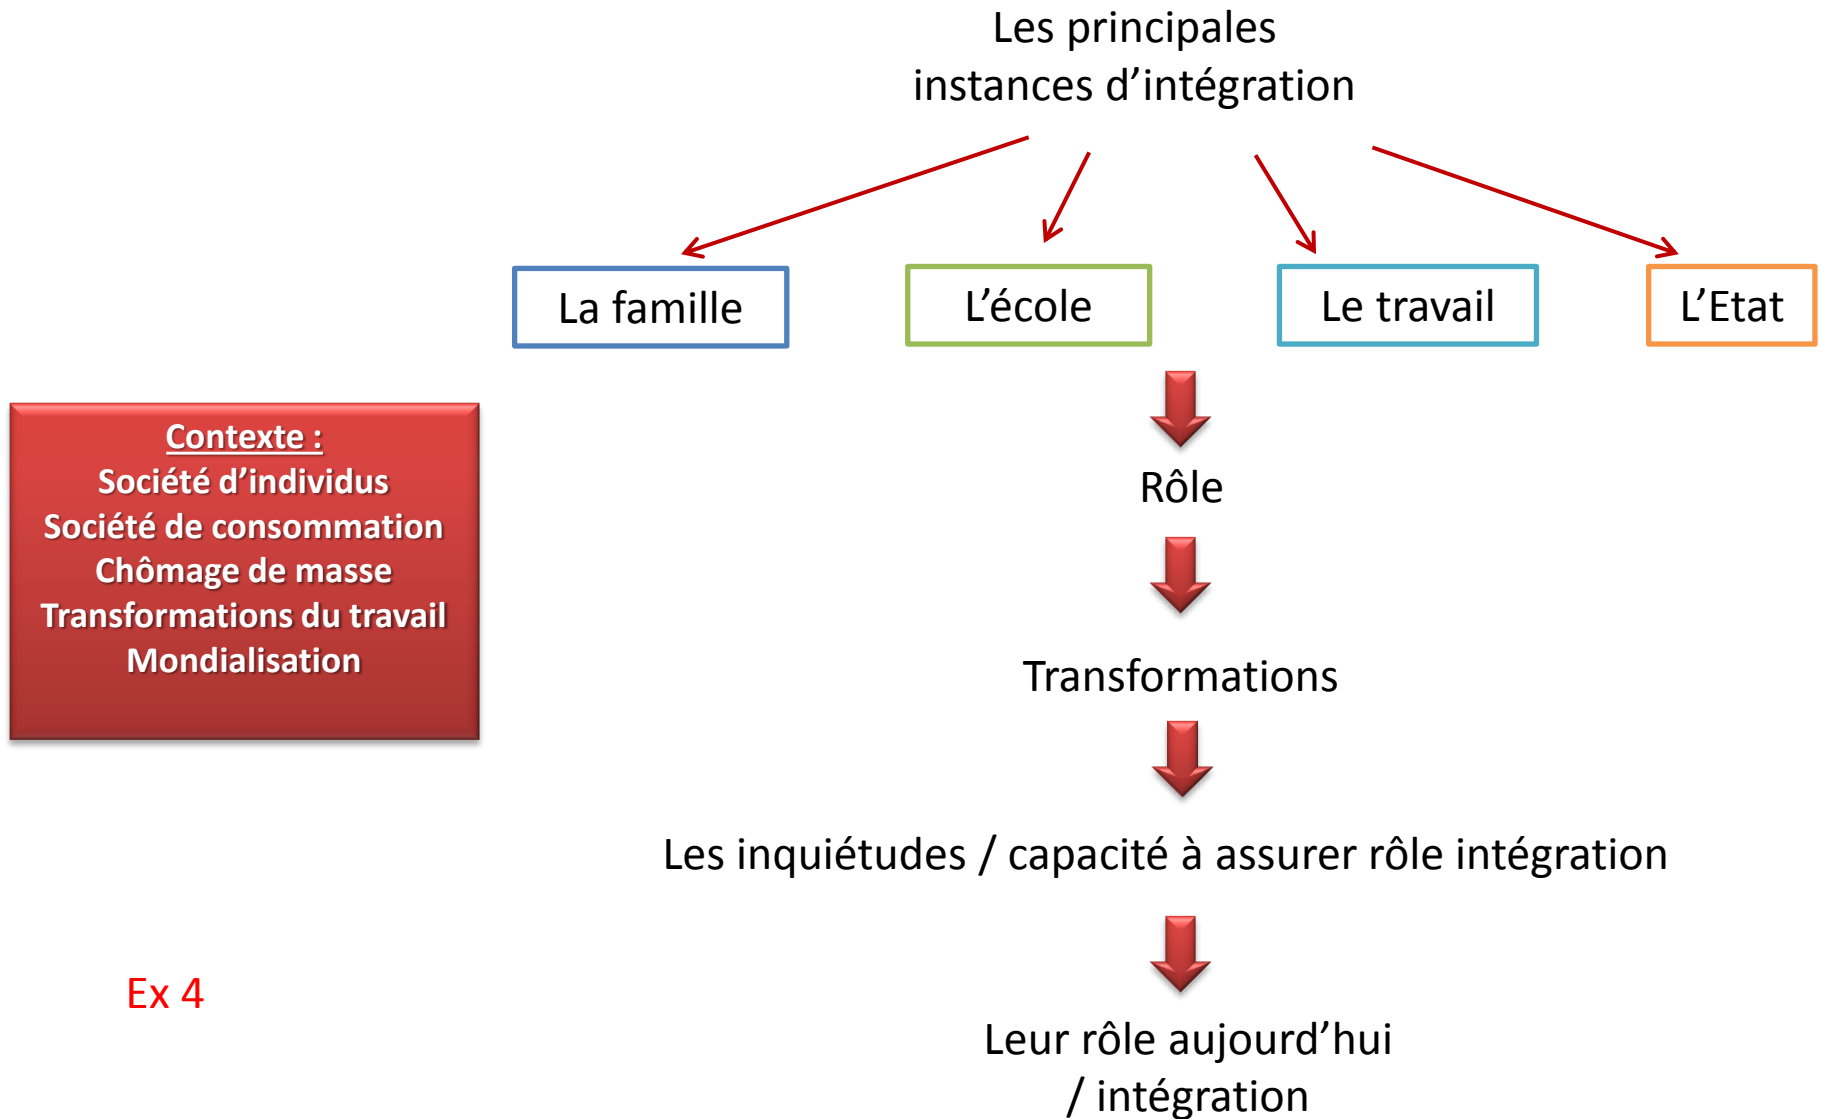 Les principales
instances d’intégration
La famille
L’école
Le travail
L’Etat
Contexte :
Société d’individus
Société de consommation
Chômage de masse
Transformations du travail
Mondialisation
Rôle
Transformations
Les inquiétudes / capacité à assurer rôle intégration
Ex 4
Leur rôle aujourd’hui
/ intégration